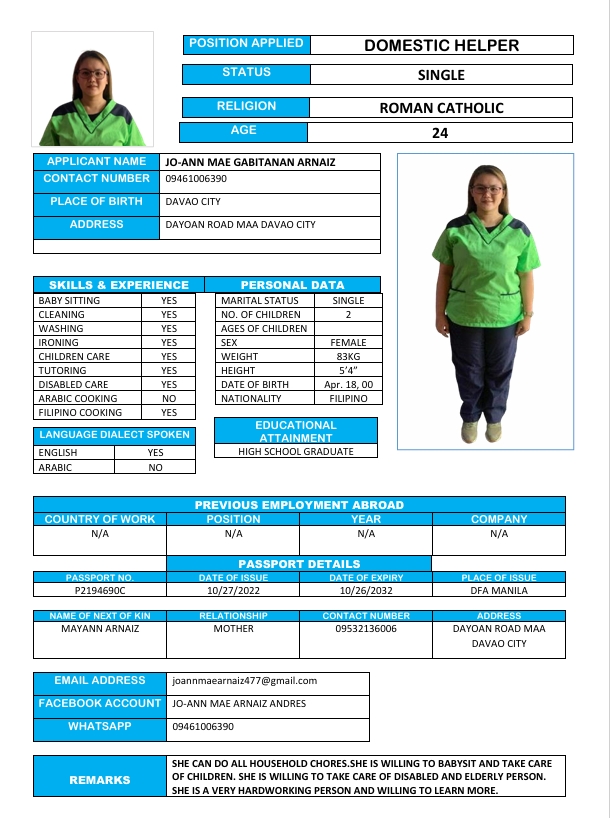 POSITION APPLIED DOMESTIC HELPER
STATUS SINGLE
RELIGION ROMAN CATHOLIC
AGE 24
APPLICANT NAME JO-ANN MAE GABITANAN ARNAIZ
CONTACT NUMBER 09461006390
PLACE OF BIRTH DAVAO CITY
ADDRESS DAYOAN ROAD MAA DAVAO CITY
SKILLS & EXPERIENCE PERSONAL DATA
BABY SITTING YES MARITAL STATUS SINGLE
CLEANING YES NO. OF CHILDREN 2
WASHING YES AGES OF CHILDREN
IRONING YES SEX FEMALE
CHILDREN CARE YES WEIGHT 83KG
TUTORING YES HEIGHT 5’4”
DISABLED CARE YES DATE OF BIRTH Apr. 18, 00
ARABIC COOKING NO NATIONALITY FILIPINO
FILIPINO COOKING YES
EDUCATIONAL
ATTAINMENT
HIGH SCHOOL GRADUATE
LANGUAGE DIALECT SPOKEN
ENGLISH YES
ARABIC NO
PREVIOUS EMPLOYMENT ABROAD
COUNTRY OF WORK POSITION YEAR COMPANY
N/A N/A N/A N/A
PASSPORT DETAILS
PASSPORT NO. DATE OF ISSUE DATE OF EXPIRY PLACE OF ISSUE
P2194690C 10/27/2022 10/26/2032 DFA MANILA
NAME OF NEXT OF KIN RELATIONSHIP CONTACT NUMBER ADDRESS
MAYANN ARNAIZ MOTHER 09532136006 DAYOAN ROAD MAA
DAVAO CITY
EMAIL ADDRESS joannmaearnaiz477@gmail.com
FACEBOOK ACCOUNT JO-ANN MAE ARNAIZ ANDRES
WHATSAPP 09461006390
REMARKS
SHE CAN DO ALL HOUSEHOLD CHORES.SHE IS WILLING TO BABYSIT AND TAKE CARE
OF CHILDREN. SHE IS WILLING TO TAKE CARE OF DISABLED AND ELDERLY PERSON.
SHE IS A VERY HARDWORKING PERSON AND WILLING TO LEARN MORE.